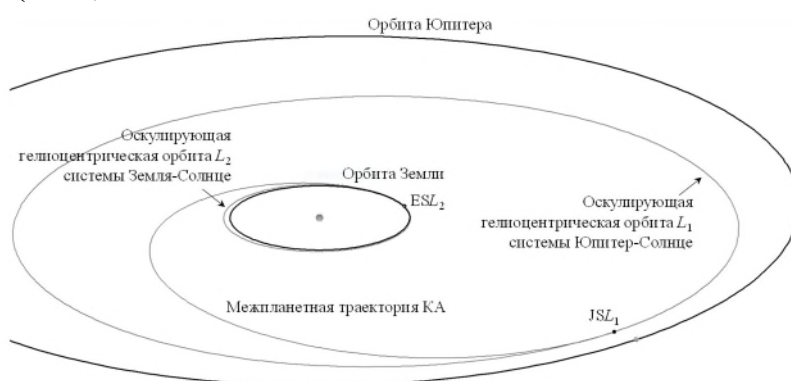 Орбита Юпитера
Оскулирующая
гелиоцентрическая орбита L₂
системы Земля-Солнце
Орбита Земли
ESL₂
Оскулирующая
гелиоцентрическая орбита L₁
системы Юпитер-Солнце
Межпланетная траектория КА
JSL₁